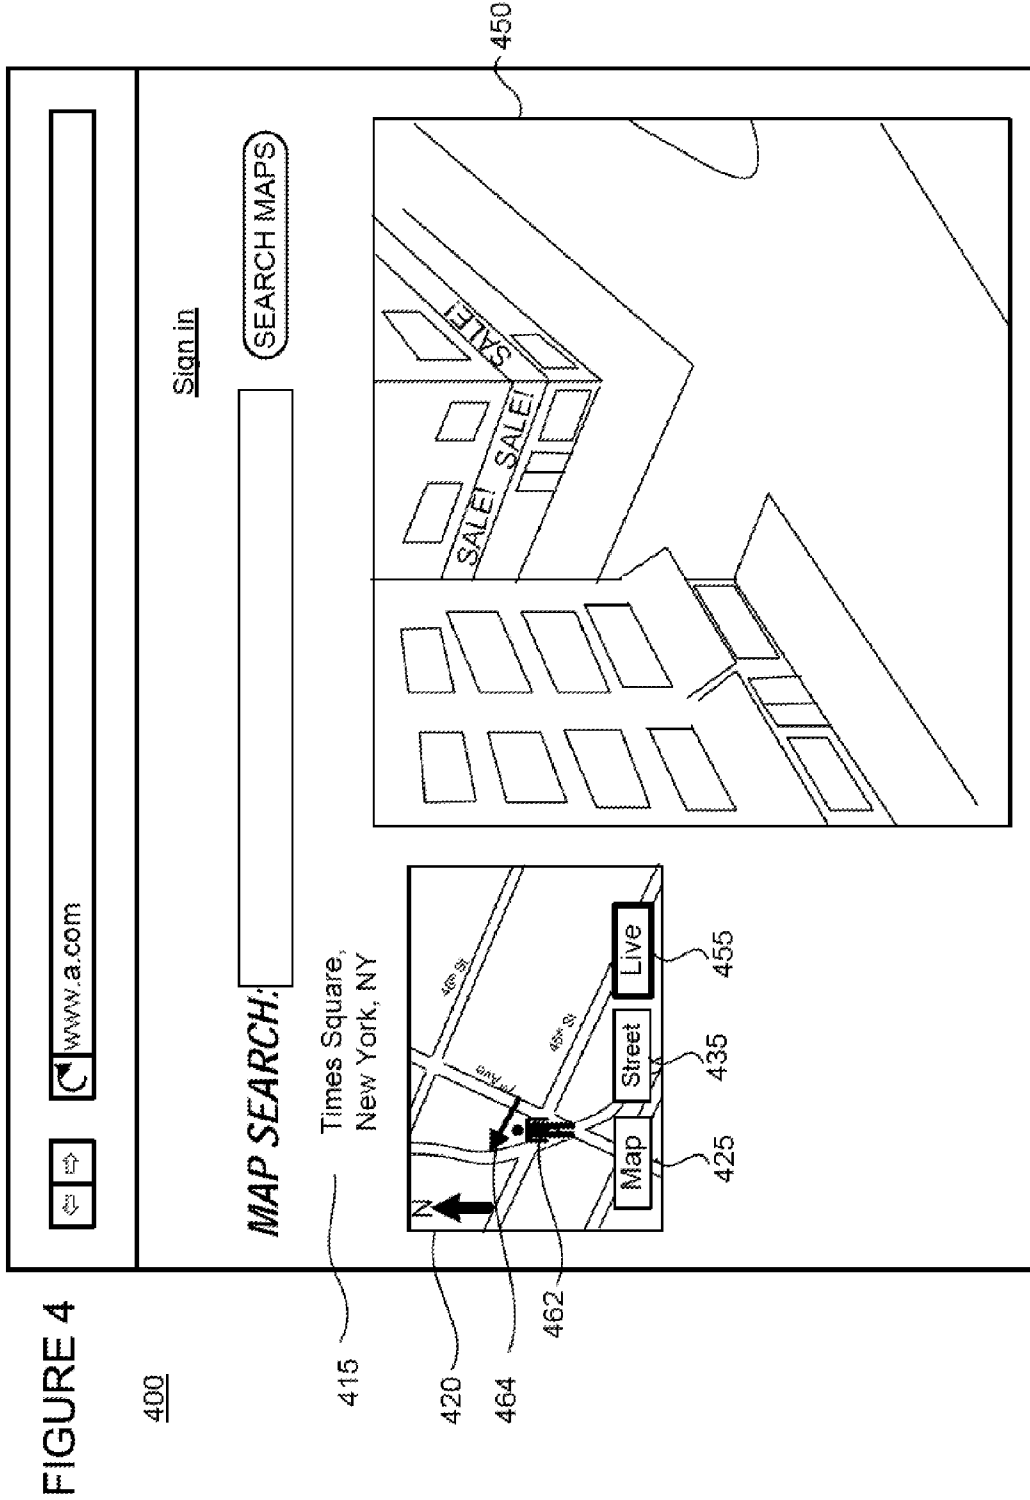 FIGURE 4
400
www.a.com
Sign in
MAP SEARCH:
SEARCH MAPS
415
Times Square,
New York, NY
420
464
462
N
7th Ave
46th St
45th St
Map
Street
Live
425
435
455
SALE! SALE! SALE!
450